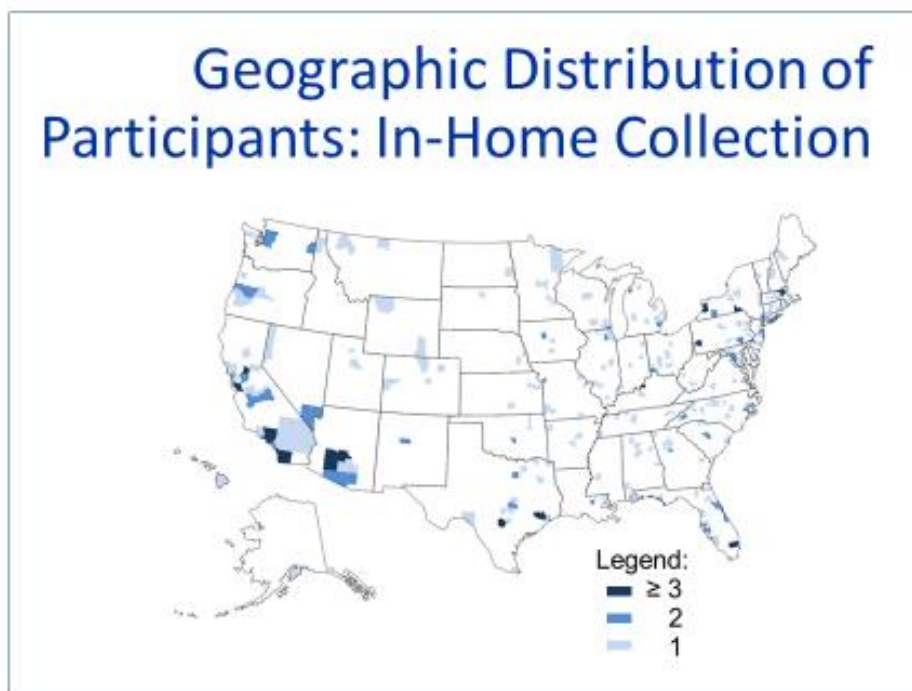 Geographic Distribution of
Participants: In-Home Collection
Legend:
≥ 3
2
1